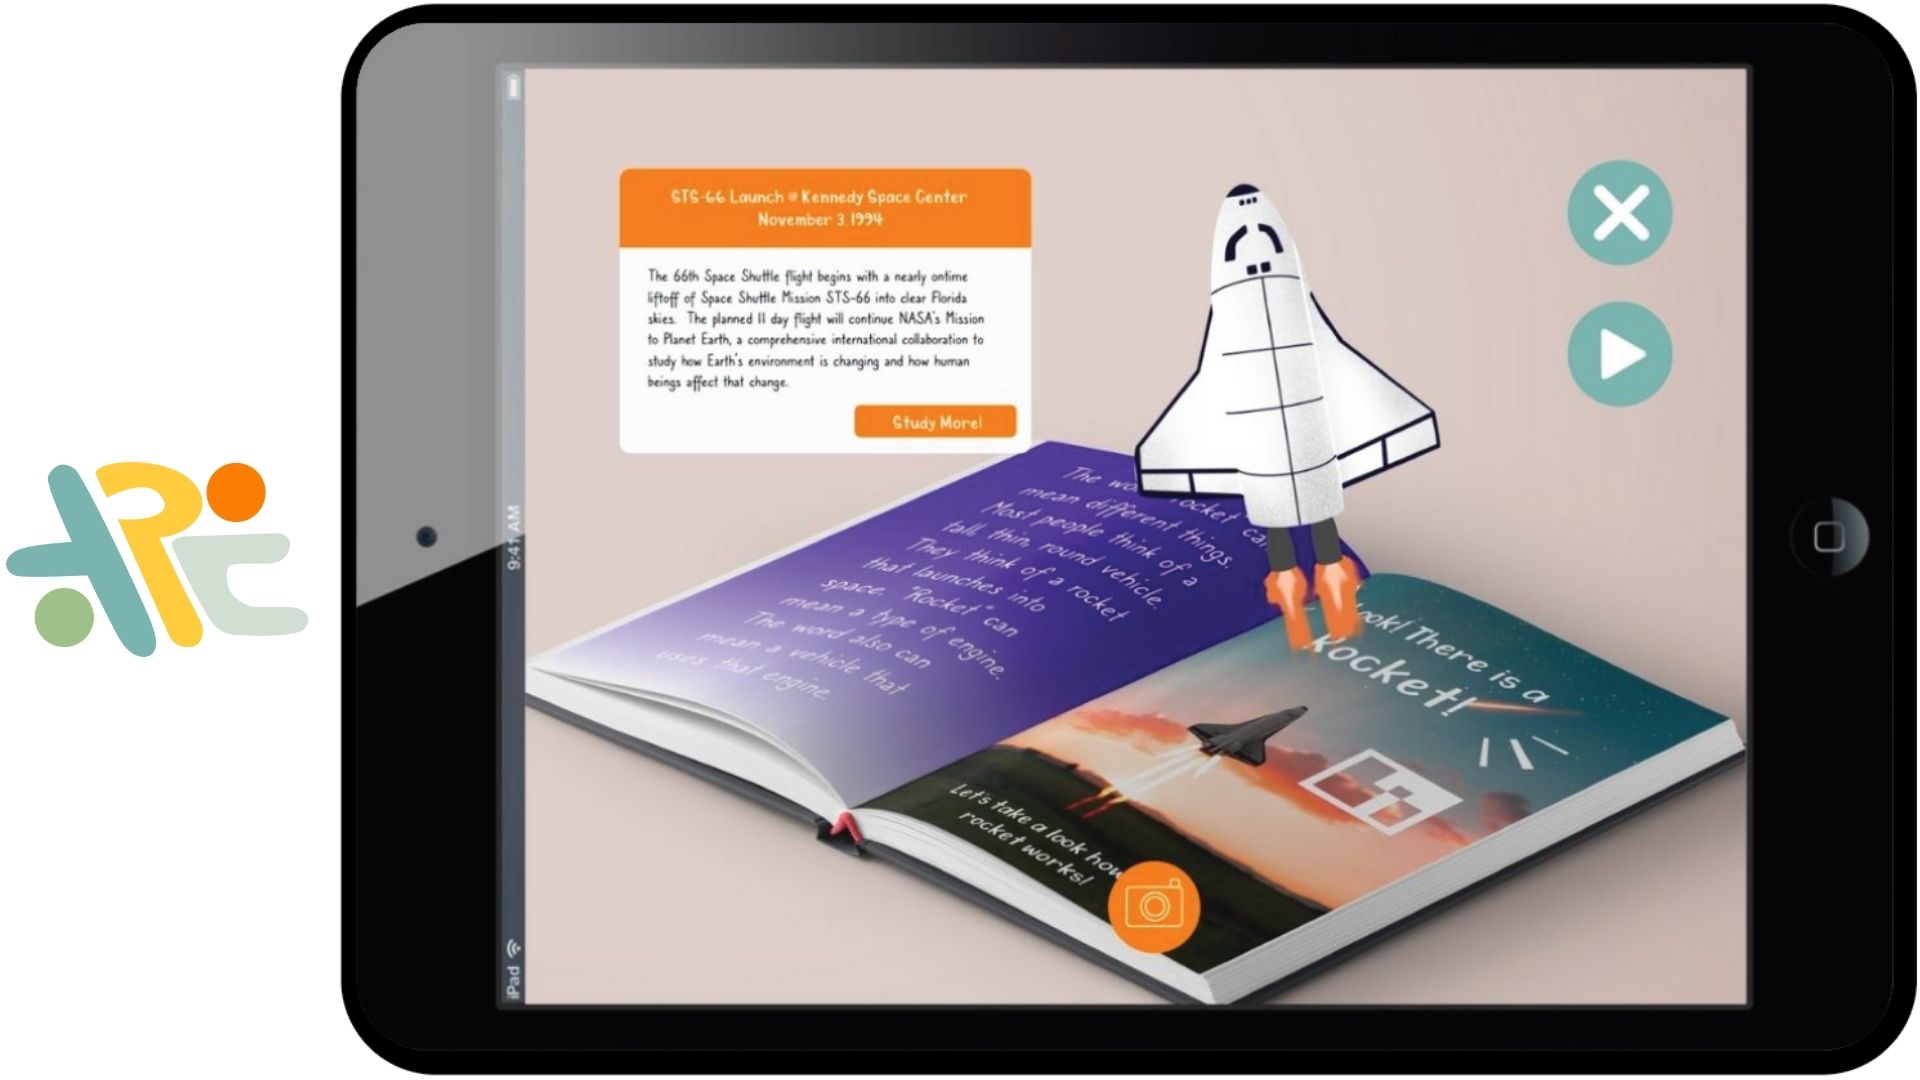 STS-66 Launch @ Kennedy Space Center
November 3, 1994
The 66th Space Shuttle flight begins with a nearly ontime
liftoff of Space Shuttle Mission STS-66 into clear Florida
skies. The planned 11 day flight will continue NASA's Mission
to Planet Earth, a comprehensive international collaboration to
study how Earth's environment is changing and how human
beings affect that change.
Study More!
The rocket can
mean different things.
Most people think of a
tall, thin, round vehicle.
They think of a rocket
that launches into
space. "Rocket" can
mean a type of engine.
The word also can
mean a vehicle that
uses that engine.
Look! There is a
Rocket!
Let's take a look how
rocket works!
iPad
9:41 AM
ARC